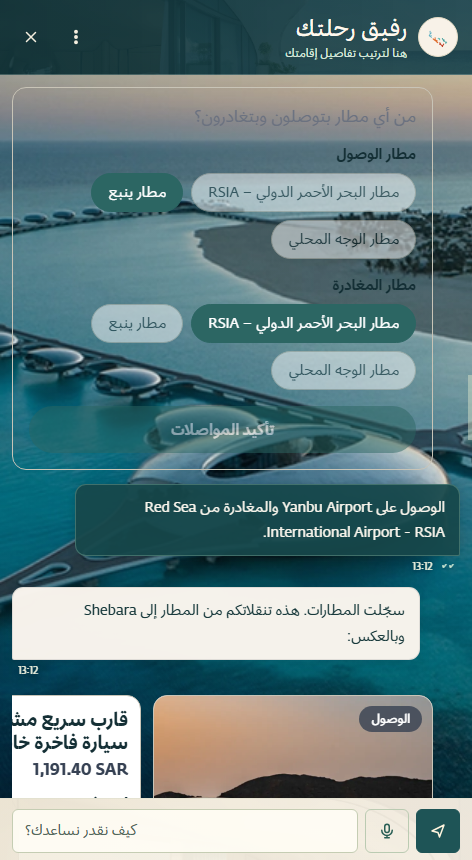 رفيق رحلتك
هنا لترتيب تفاصيل إقامتك
من أي مطار بتوصلون وبتغادرون؟
مطار الوصول
مطار البحر الأحمر الدولي – RSIA
مطار ينبع
مطار الوجه المحلي
مطار المغادرة
مطار البحر الأحمر الدولي – RSIA
مطار ينبع
مطار الوجه المحلي
تأكيد المواصلات
الوصول على Yanbu Airport والمغادرة من Red Sea
International Airport - RSIA.
13:12
سجّلت المطارات. هذه تنقلاتكم من المطار إلى Shebara
وبالعكس:
13:12
الوصول
قارب سريع
سيارة فاخرة
1,191.40 SAR
كيف نقدر نساعدك؟